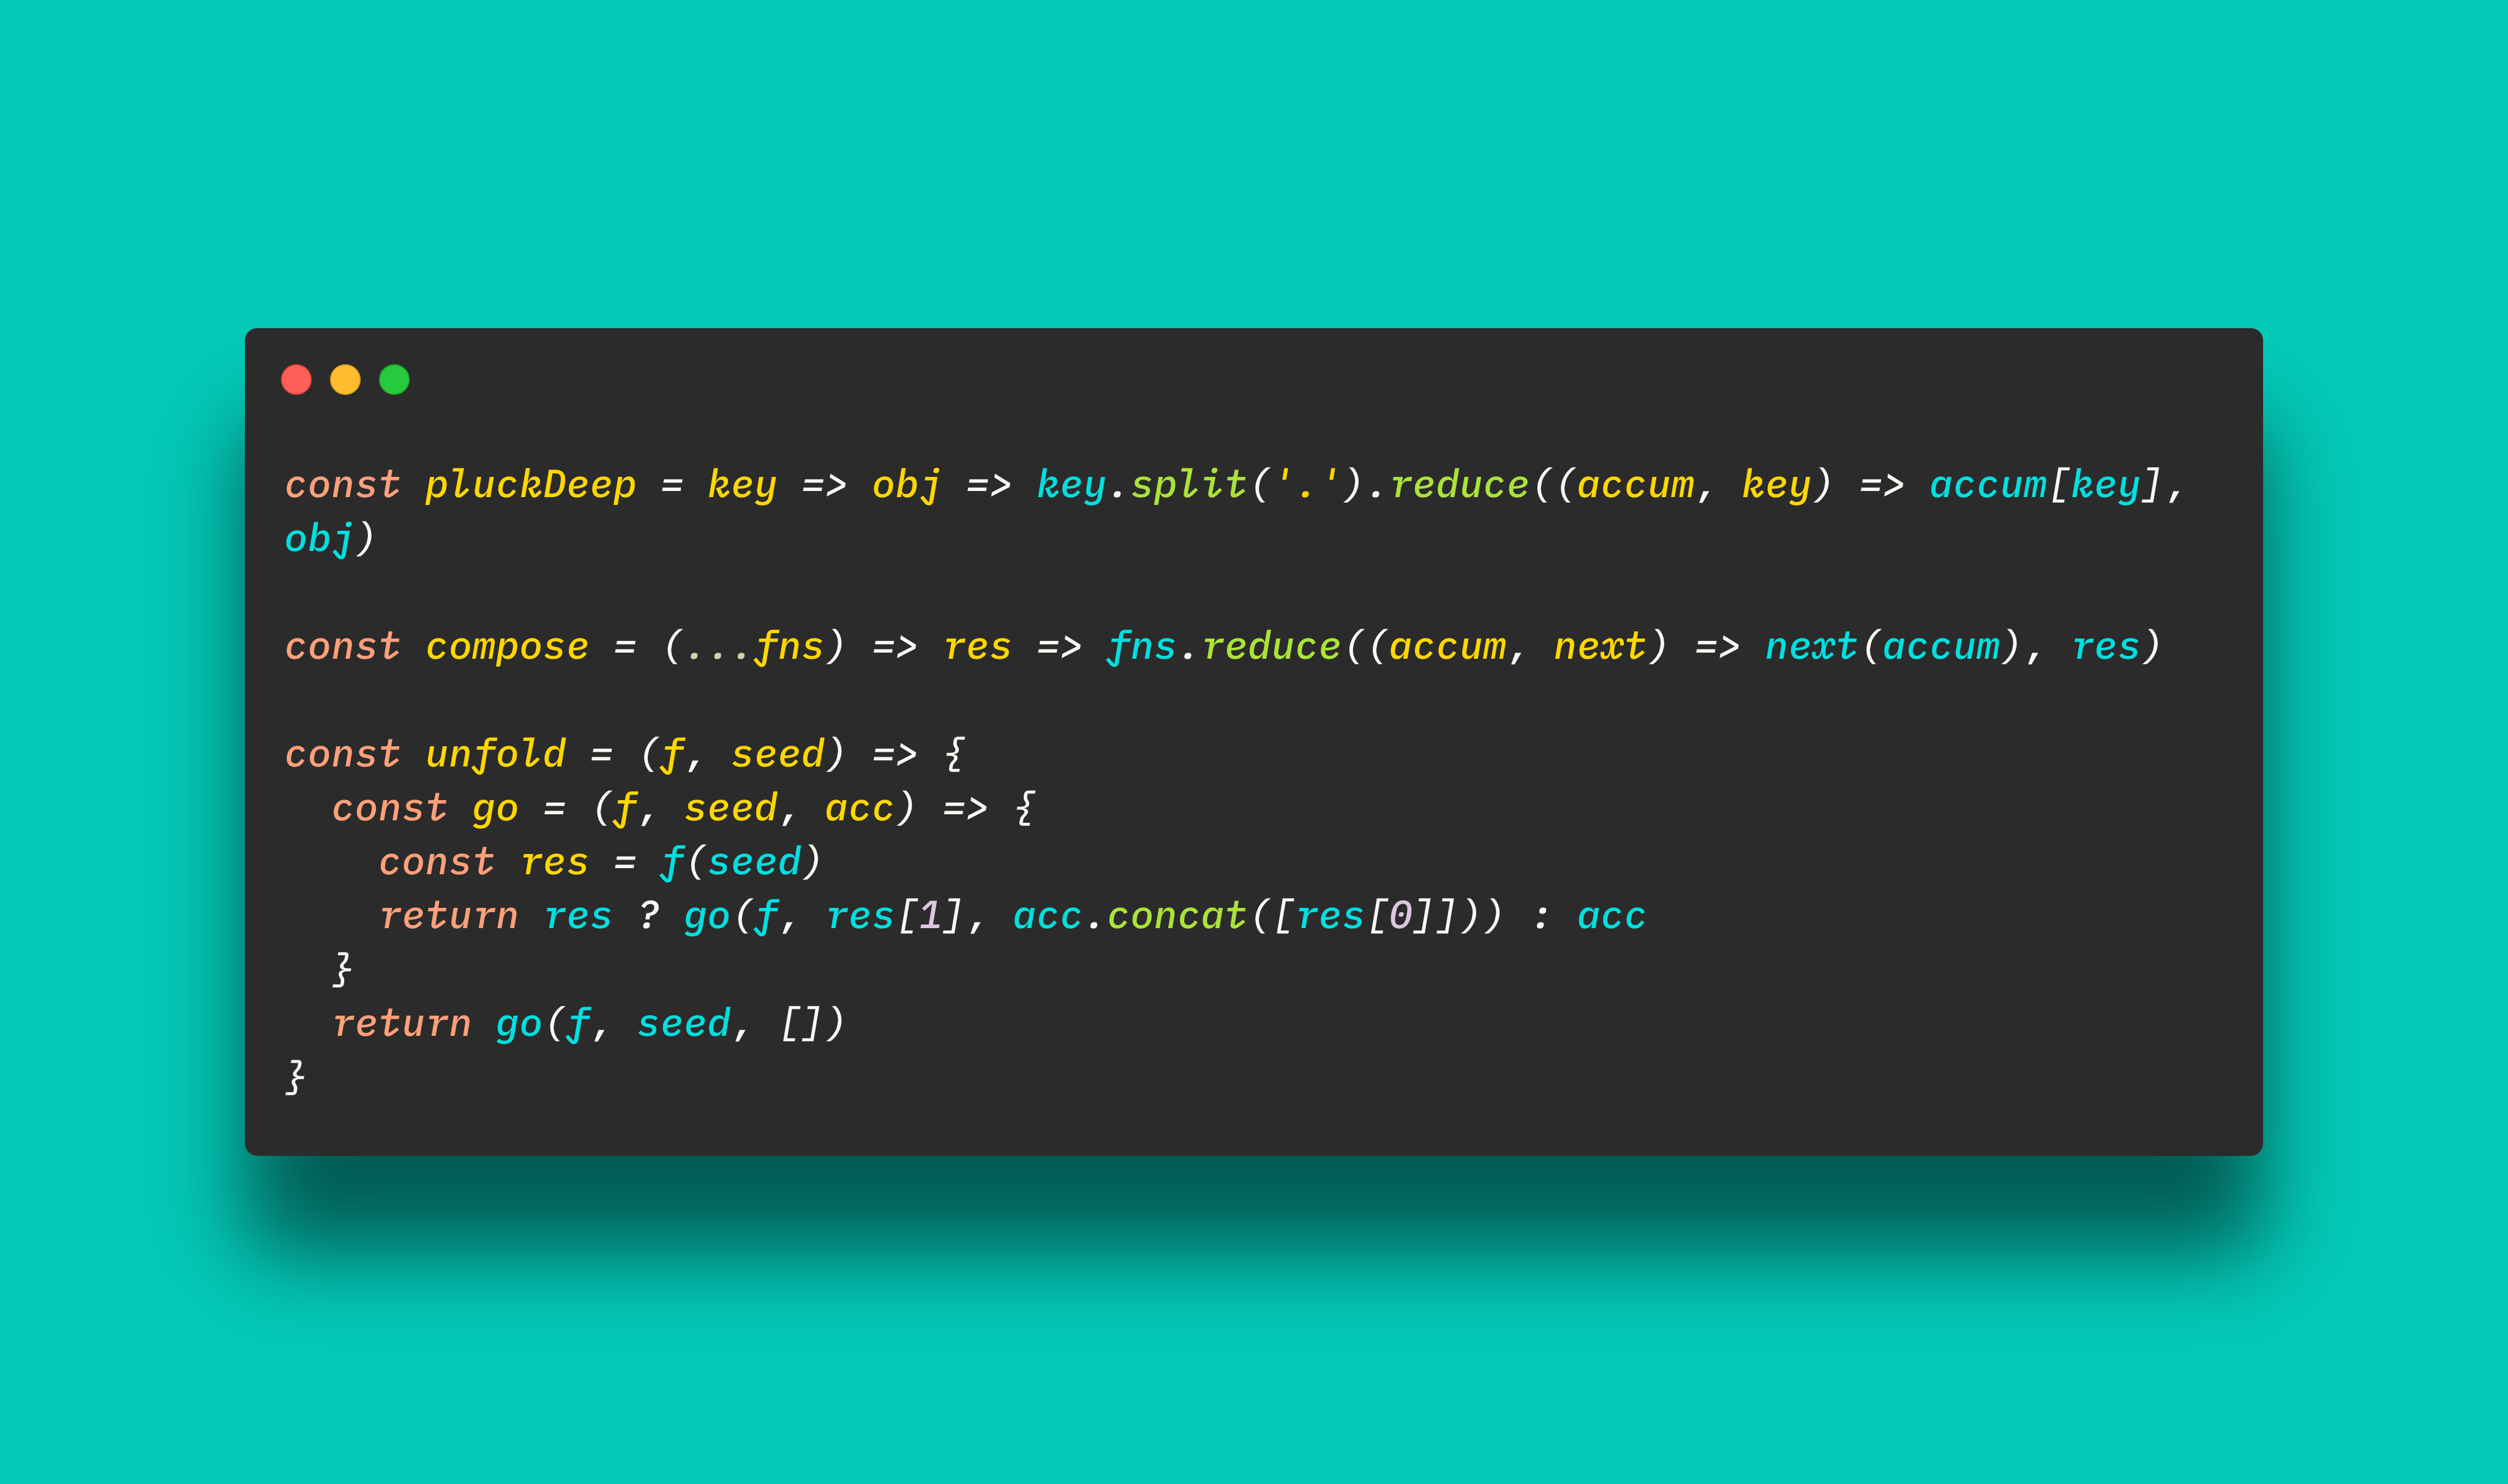 const pluckDeep = key => obj => key.split('.').reduce((accum, key) => accum[key],
obj)
const compose = (...fns) => res => fns.reduce((accum, next) => next(accum), res)
const unfold = (f, seed) => {
  const go = (f, seed, acc) => {
    const res = f(seed)
    return res ? go(f, res[1], acc.concat([res[0]])) : acc
  }
  return go(f, seed, [])
}